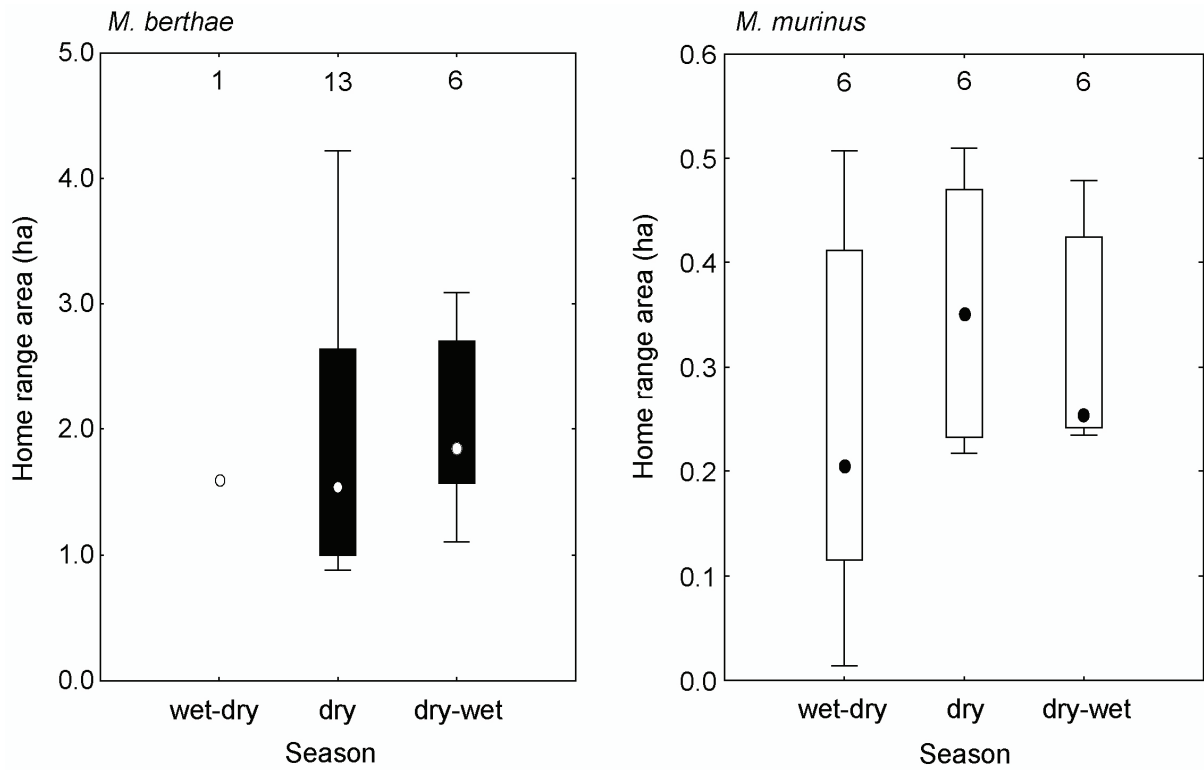 M. berthae
5.0
4.0
3.0
2.0
1.0
0.0
1 13 6
Home range area (ha)
wet-dry dry dry-wet
Season
M. murinus
0.6
0.5
0.4
0.3
0.2
0.1
0.0
6 6 6
Home range area (ha)
wet-dry dry dry-wet
Season